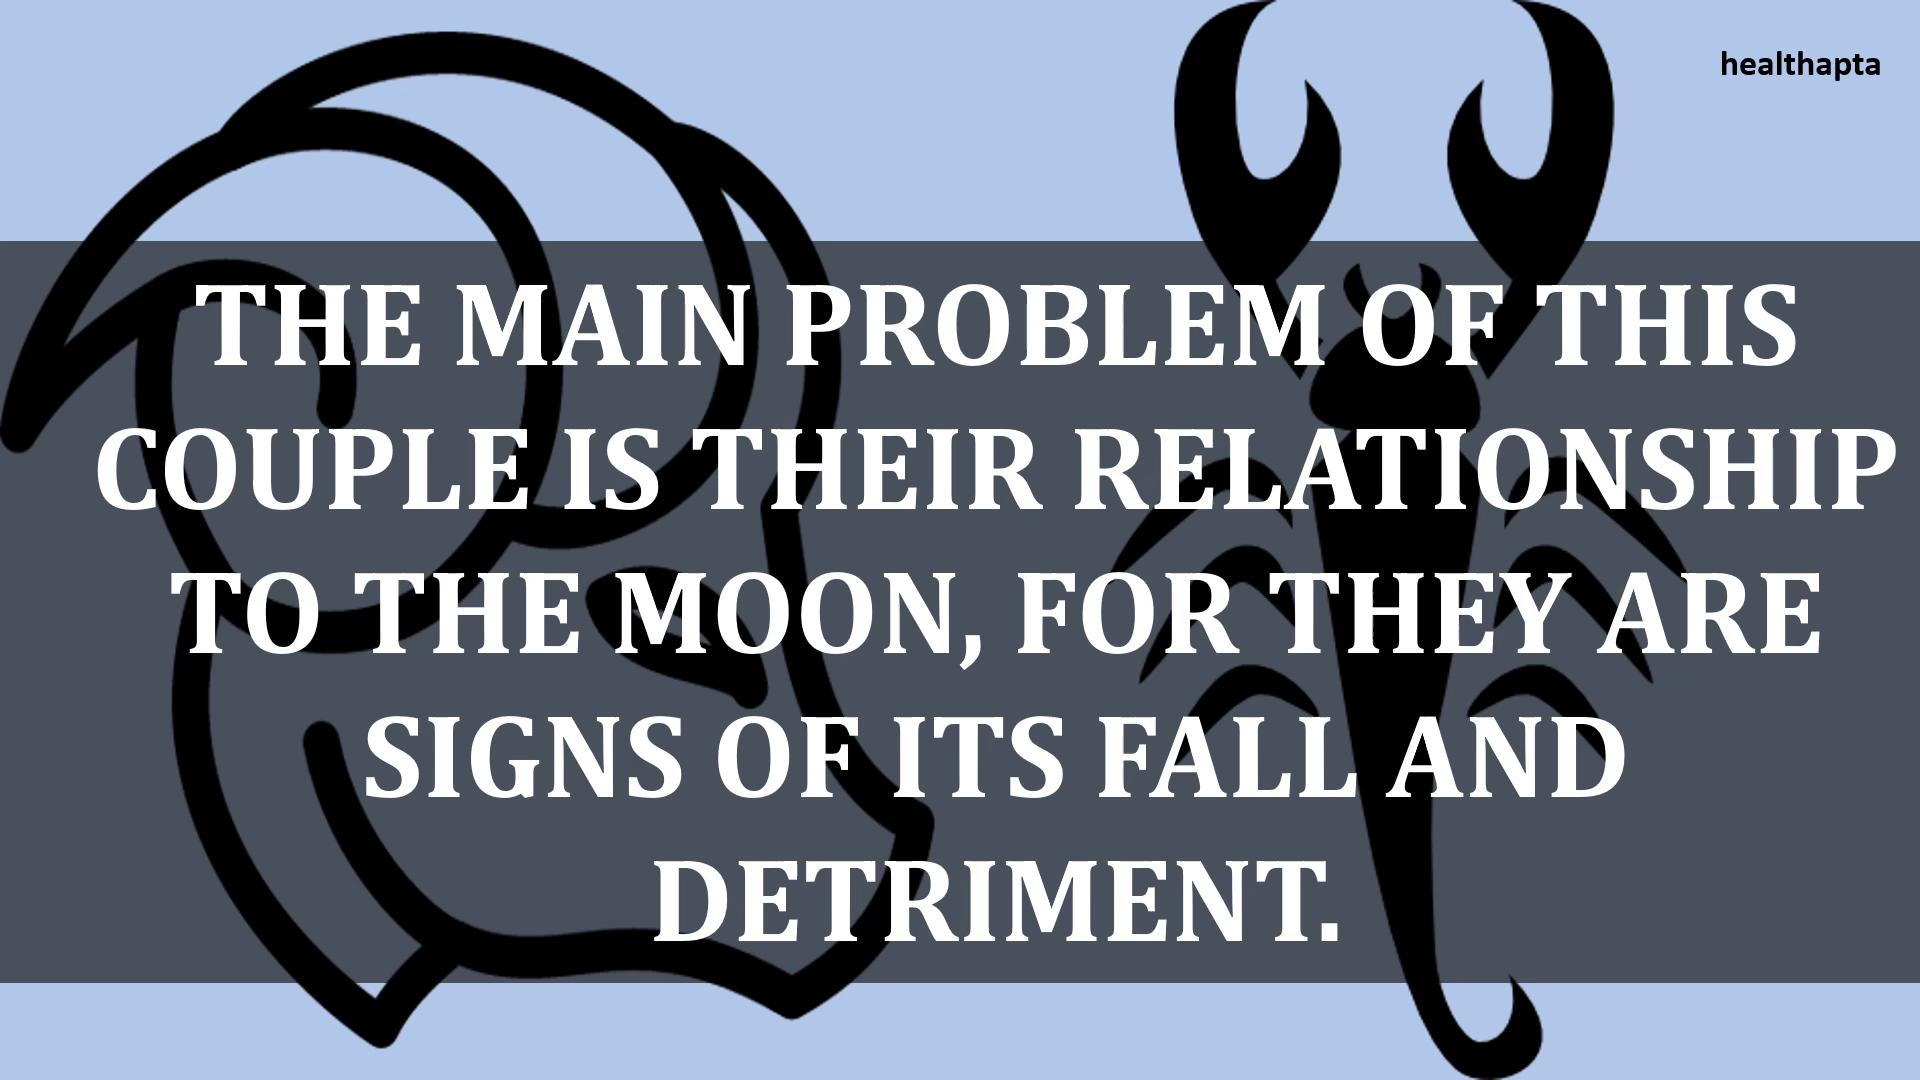 healthapta
THE MAIN PROBLEM OF THIS
COUPLE IS THEIR RELATIONSHIP
TO THE MOON, FOR THEY ARE
SIGNS OF ITS FALL AND
DETRIMENT.